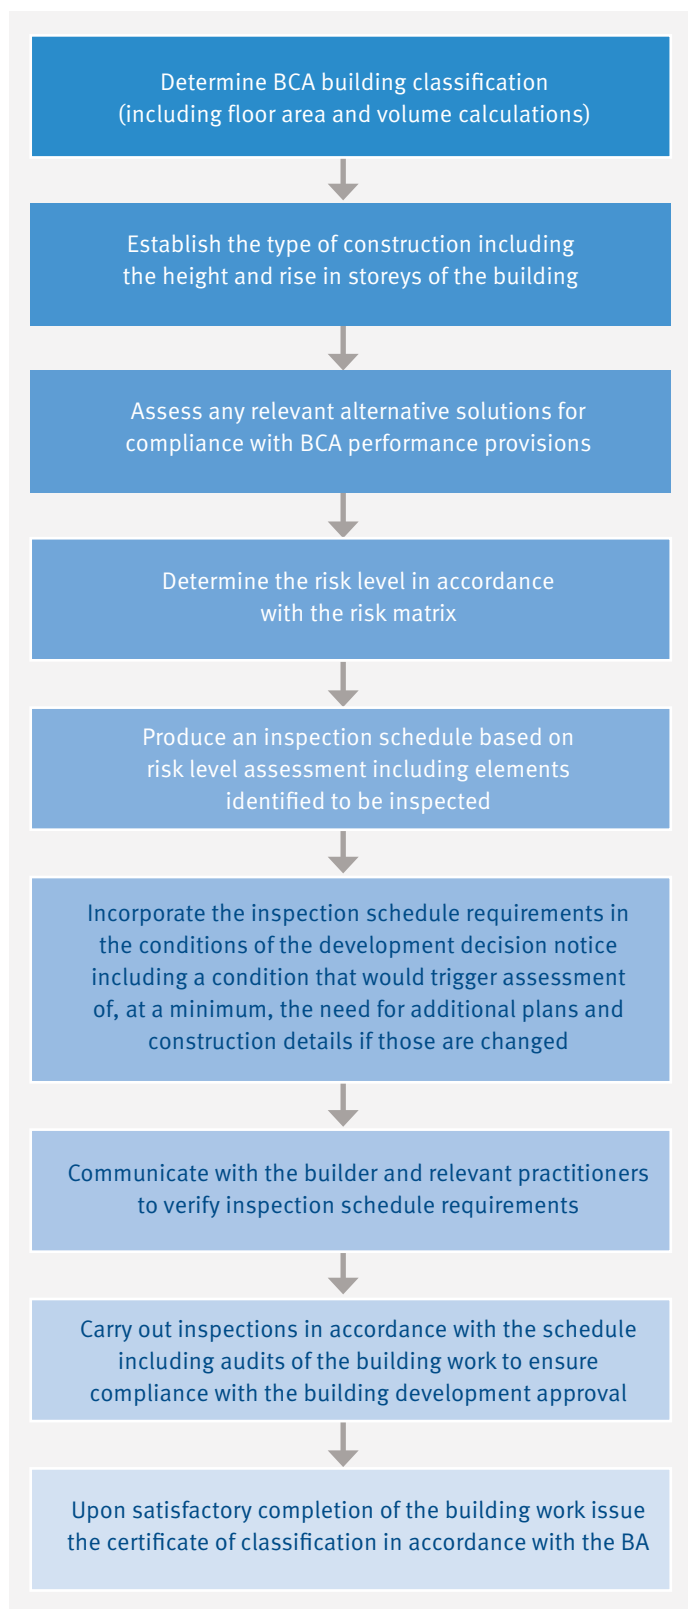 Determine BCA building classification
(including floor area and volume calculations)
Establish the type of construction including
the height and rise in storeys of the building
Assess any relevant alternative solutions for
compliance with BCA performance provisions
Determine the risk level in accordance
with the risk matrix
Produce an inspection schedule based on
risk level assessment including elements
identified to be inspected
Incorporate the inspection schedule requirements in
the conditions of the development decision notice
including a condition that would trigger assessment
of, at a minimum, the need for additional plans and
construction details if those are changed
Communicate with the builder and relevant practitioners
to verify inspection schedule requirements
Carry out inspections in accordance with the schedule
including audits of the building work to ensure
compliance with the building development approval
Upon satisfactory completion of the building work issue
the certificate of classification in accordance with the BA